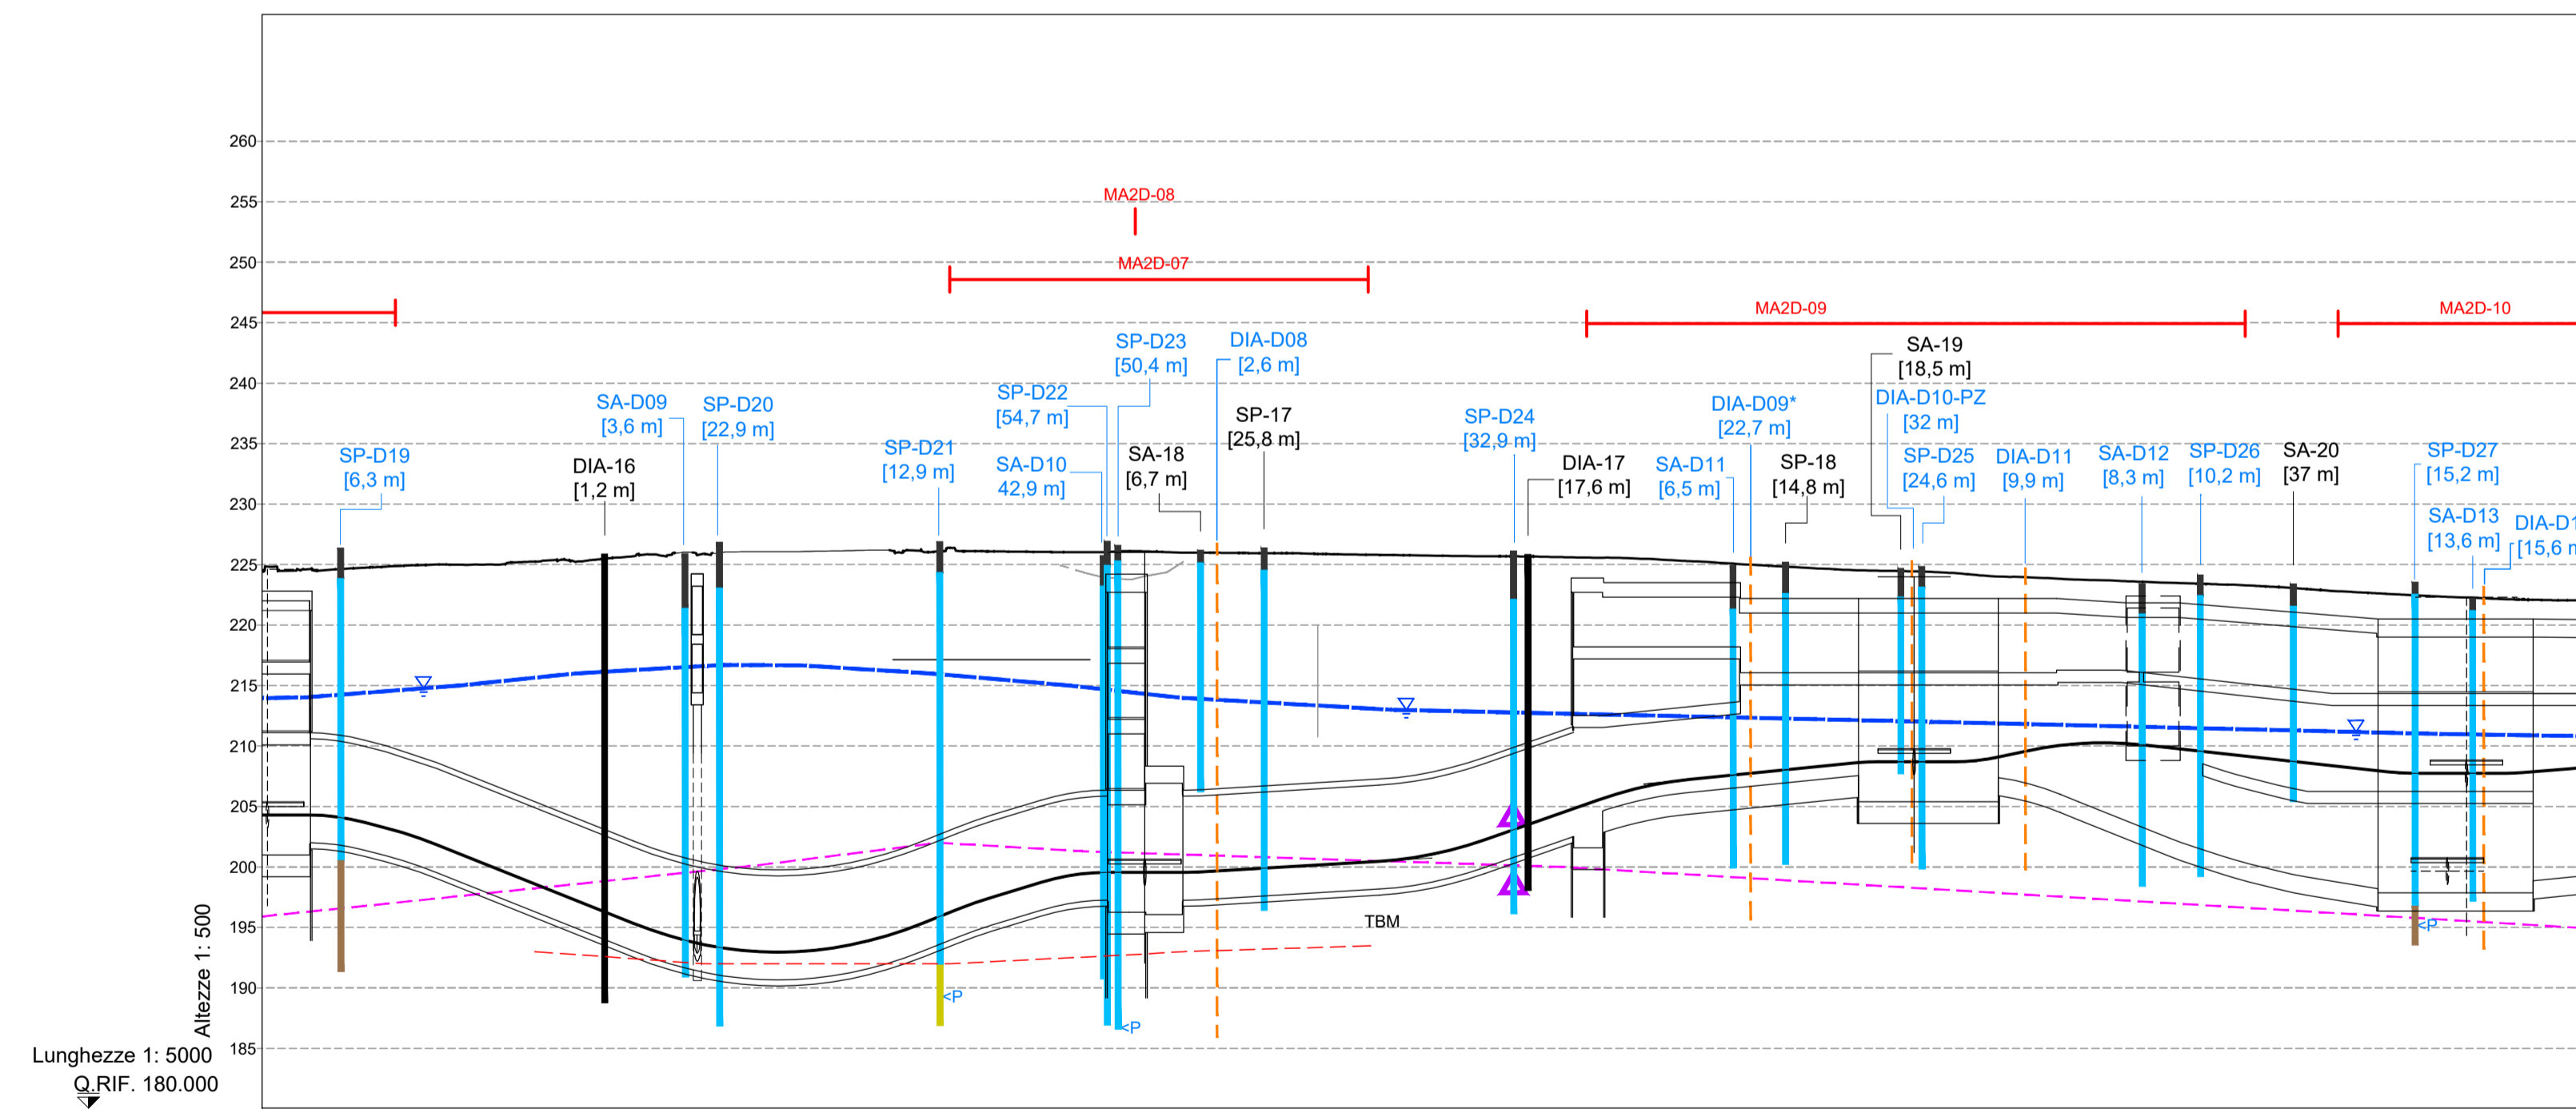 260
255
250
245
240
235
230
225
220
215
210
205
200
195
190
185
Altezze 1: 500
Lunghezze 1: 5000
Q.RIF. 180.000
MA2D-08
MA2D-07
MA2D-09
MA2D-10
SP-D19
[6,3 m]
DIA-16
[1,2 m]
SA-D09
[3,6 m]
SP-D20
[22,9 m]
SP-D21
[12,9 m]
SP-D22
[54,7 m]
SA-D10
42,9 m]
SP-D23
[50,4 m]
SA-18
[6,7 m]
DIA-D08
[2,6 m]
SP-17
[25,8 m]
SP-D24
[32,9 m]
DIA-17
[17,6 m]
SA-D11
[6,5 m]
DIA-D09*
[22,7 m]
SP-18
[14,8 m]
SA-19
[18,5 m]
DIA-D10-PZ
[32 m]
SP-D25
[24,6 m]
DIA-D11
[9,9 m]
SA-D12
[8,3 m]
SP-D26
[10,2 m]
SA-20
[37 m]
SP-D27
[15,2 m]
SA-D13
[13,6 m]
DIA-D1
[15,6 m
TBM
<P
<P
<P